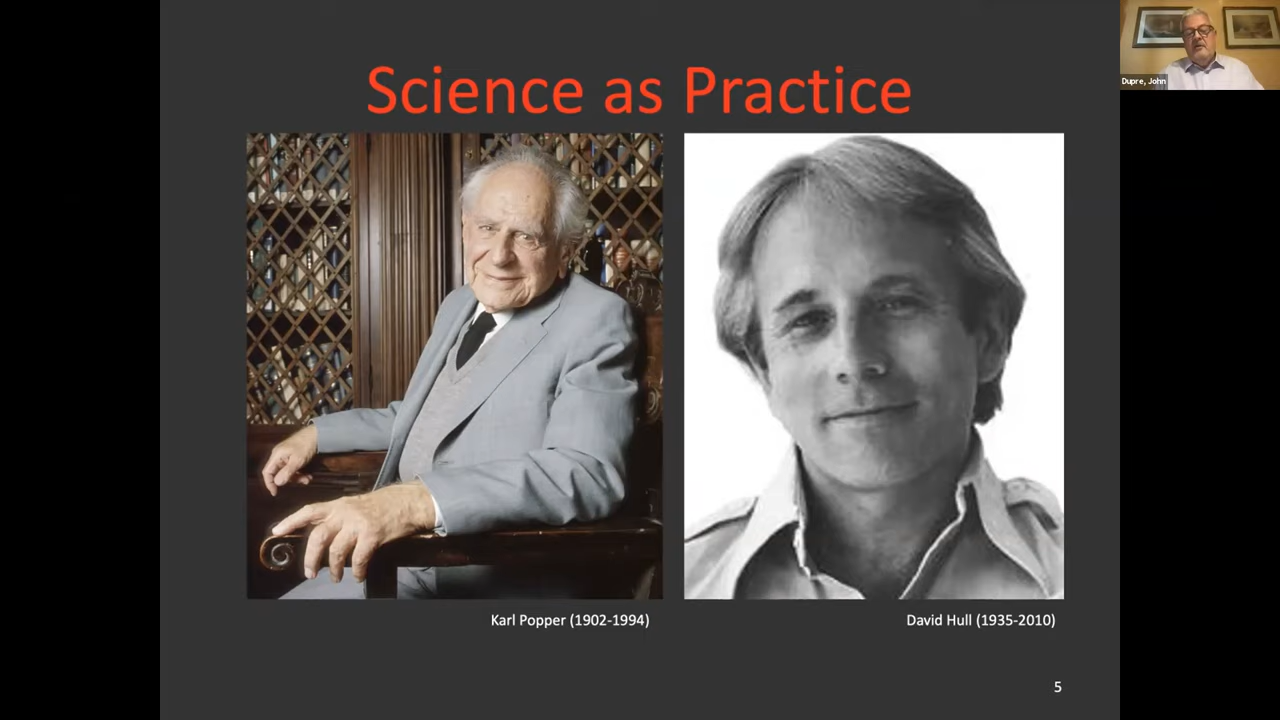 Science as Practice
Dupre, John
Karl Popper (1902-1994)
David Hull (1935-2010)
5